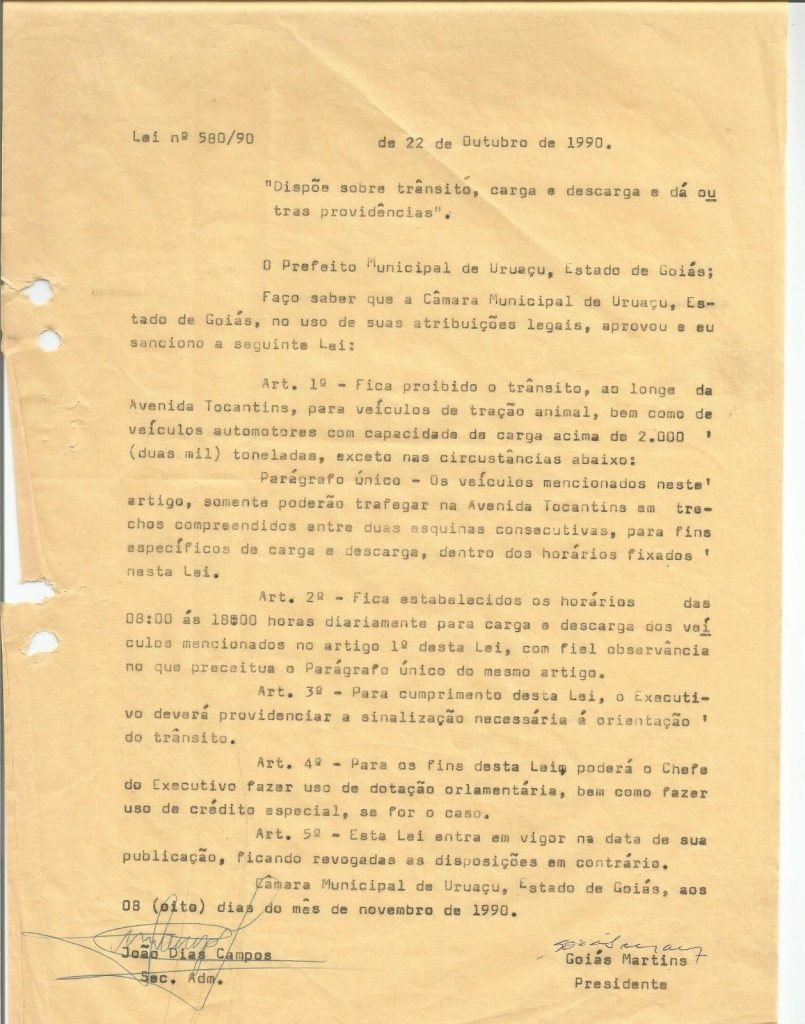 Lei nº 580/90 de 22 de Outubro de 1990.
"Dispõe sobre trânsito, carga e descarga e dá ou
tras providências".
O Prefeito Municipal de Uruaçu, Estado de Goiás;
Faço saber que a Câmara Municipal de Uruaçu, Es-
tado de Goiás, no uso de suas atribuições legais, aprovou e eu
sanciono a seguinte Lei:
Art. 1º - Fica proibido o trânsito, ao longe da
Avenida Tocantins, para veículos de tração animal, bem como de
veículos automotores com capacidade de carga acima de 2.000 '
(duas mil) toneladas, exceto nas circustâncias abaixo:
Parágrafo único - Os veículos mencionados neste'
artigo, somente poderão trafegar na Avenida Tocantins em tre-
chos compreendidos entre duas esquinas consecutivas, para fins
específicos de carga e descarga, dentro dos horários fixados '
nesta Lei.
Art. 2º - Fica estabelecidos os horários das
08:00 ás 18:00 horas diariamente para carga e descarga dos veí
culos mencionados no artigo 1º desta Lei, com fiel observância
no que preceitua o Parágrafo único do mesmo artigo.
Art. 3º - Para cumprimento desta Lei, o Executi-
vo deverá providenciar a sinalização necessária á orientação '
do trânsito.
Art. 4º - Para os fins desta Lei, poderá o Chefe
do Executivo fazer uso de dotação orlamentária, bem como fazer
uso de crédito especial, se for o caso.
Art. 5º - Esta Lei entra em vigor na data de sua
publicação, ficando revogadas as disposições em contrário.
Câmara Municipal de Uruaçu, Estado de Goiás, aos
08 (oito) dias do mês de novembro de 1990.
João Dias Campos
Sec. Adm.
Goiás Martins
Presidente